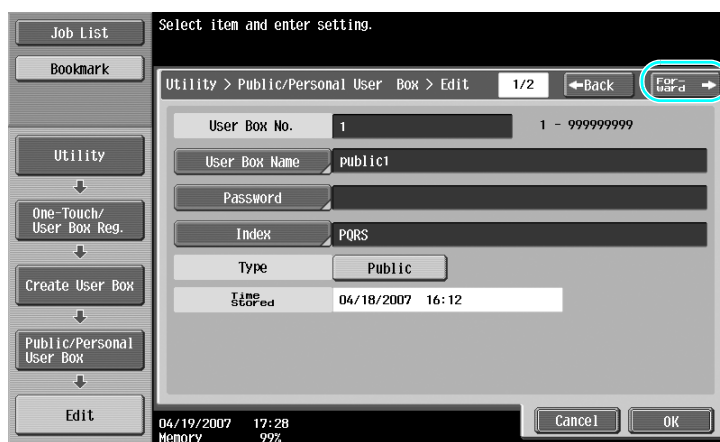 Job List
Bookmark
Utility
One-Touch/
User Box Reg.
Create User Box
Public/Personal
User Box
Edit
Select item and enter setting.
Utility > Public/Personal User Box > Edit
1/2
←Back
For-
ward →
User Box No.
1
1 - 999999999
User Box Name
public1
Password
Index
PQRS
Type
Public
Time
Stored
04/18/2007 16:12
04/19/2007 17:28
Memory 99%
Cancel
OK